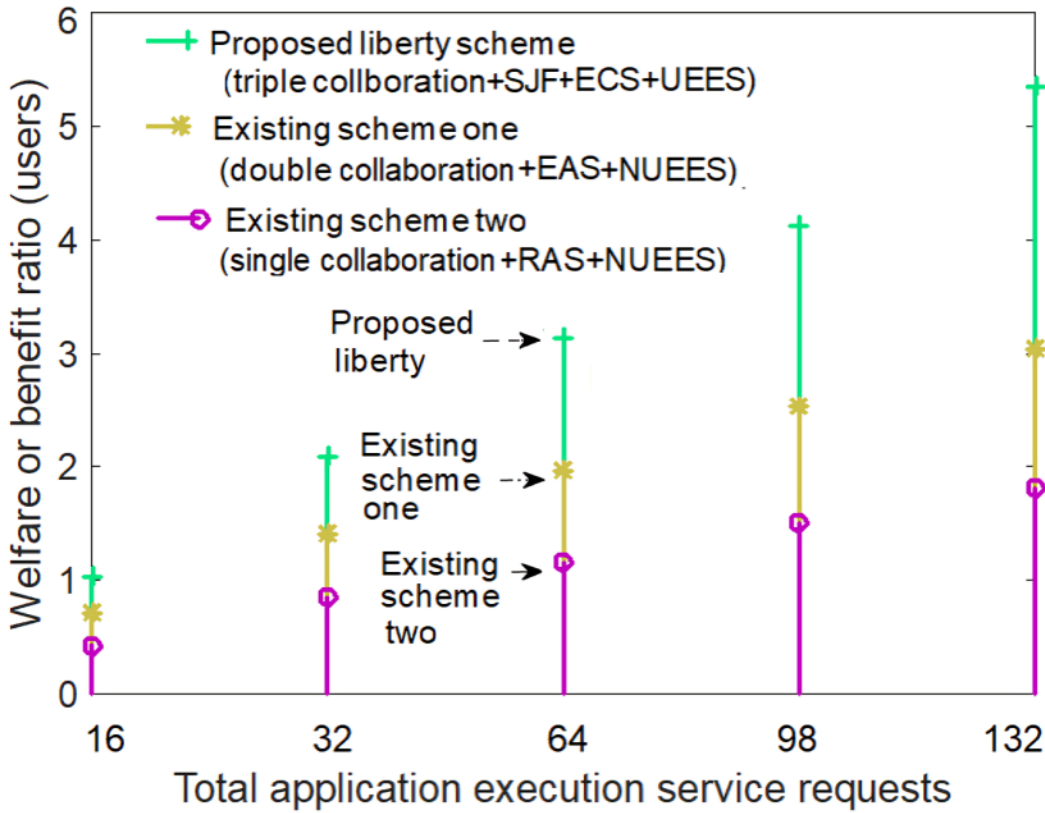 6
5
4
3
2
1
0
Welfare or benefit ratio (users)
Proposed liberty scheme
(triple collboration+SJF+ECS+UEES)
Existing scheme one
(double collaboration+EAS+NUEES)
Existing scheme two
(single collaboration+RAS+NUEES)
Proposed
liberty
Existing
scheme
one
Existing
scheme
two
16 32 64 98 132
Total application execution service requests